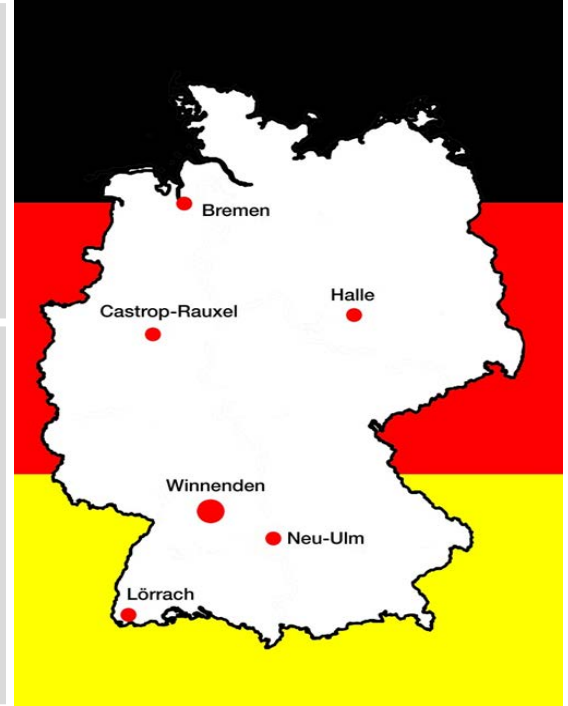 Bremen
Halle
Castrop-Rauxel
Winnenden
Neu-Ulm
Lörrach